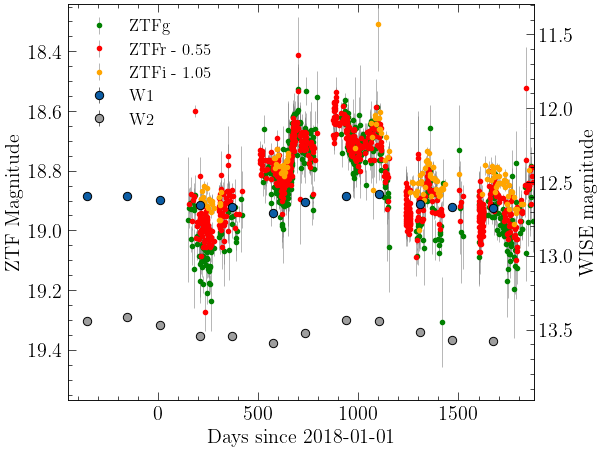 ZTFg
ZTFr - 0.55
ZTFi - 1.05
W1
W2
18.4
18.6
18.8
19.0
19.2
19.4
ZTF Magnitude
11.5
12.0
12.5
13.0
13.5
WISE magnitude
0
500
1000
1500
Days since 2018-01-01